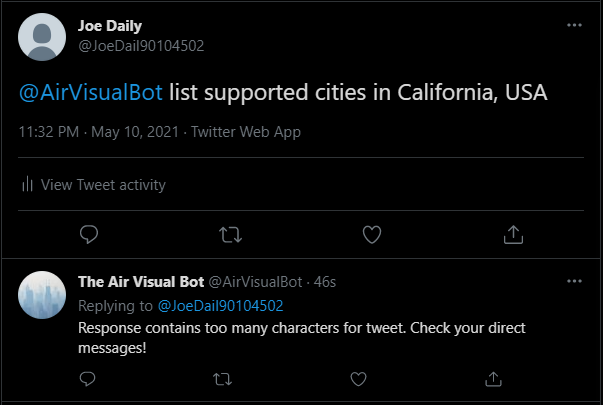 Joe Daily
@JoeDail90104502
@AirVisualBot list supported cities in California, USA
11:32 PM · May 10, 2021 · Twitter Web App
View Tweet activity
The Air Visual Bot @AirVisualBot · 46s
Replying to @JoeDail90104502
Response contains too many characters for tweet. Check your direct
messages!